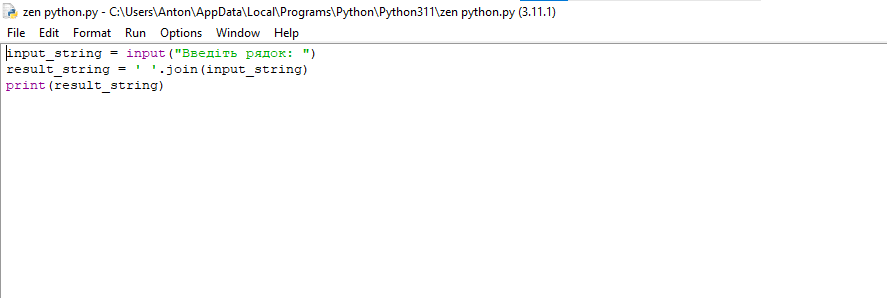 zen python.py - C:\Users\Anton\AppData\Local\Programs\Python\Python311\zen python.py (3.11.1)
File Edit Format Run Options Window Help
input_string = input("Введіть рядок: ")
result_string = ' '.join(input_string)
print(result_string)